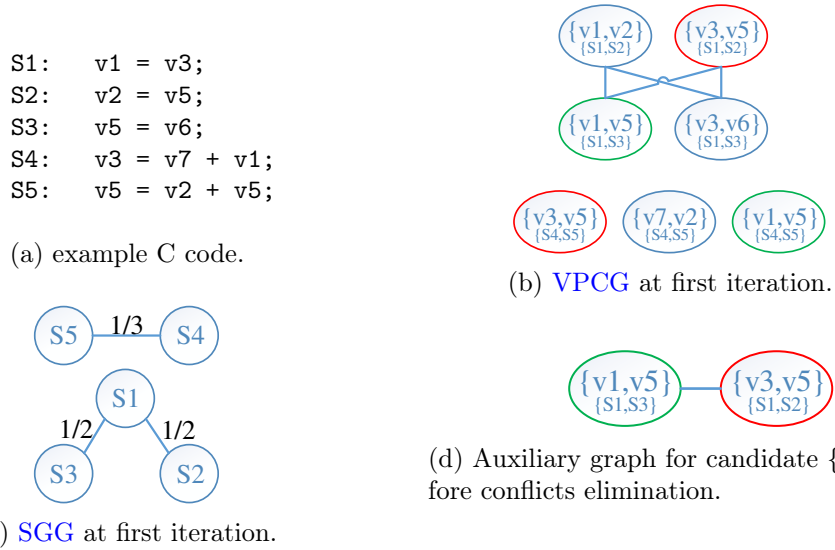 S1: v1 = v3;
S2: v2 = v5;
S3: v5 = v6;
S4: v3 = v7 + v1;
S5: v5 = v2 + v5;
(a) example C code.
{v1,v2} {v3,v5}
{S1,S2} {S1,S2}
{v1,v5} {v3,v6}
{S1,S3} {S1,S3}
{v3,v5} {v7,v2} {v1,v5}
{S4,S5} {S4,S5} {S4,S5}
(b) VPCG at first iteration.
S5 1/3 S4
S1
1/2 1/2
S3 S2
) SGG at first iteration.
{v1,v5} {v3,v5}
{S1,S3} {S1,S2}
(d) Auxiliary graph for candidate {
fore conflicts elimination.